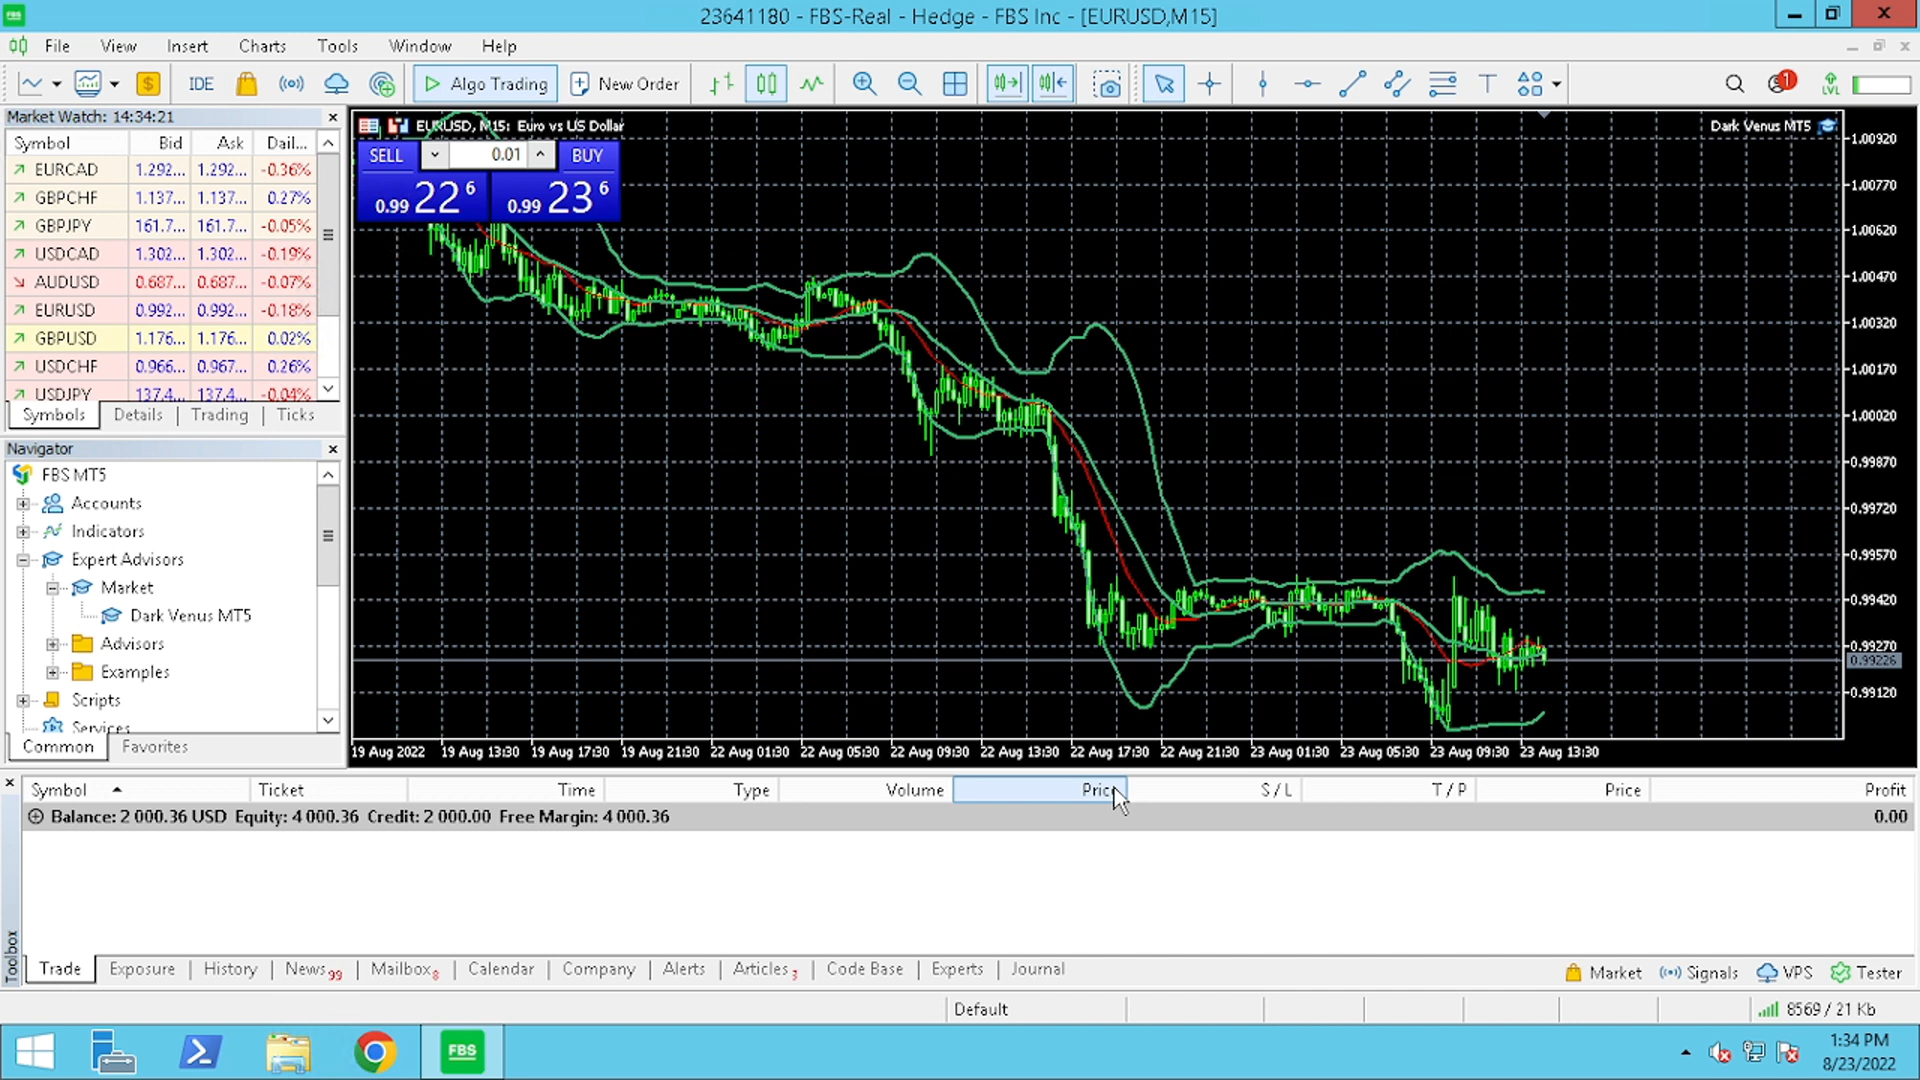 FBS
23641180 - FBS-Real - Hedge - FBS Inc - [EURUSD,M15]
File View Insert Charts Tools Window Help
$ IDE Algo Trading New Order T 1 LVL
Market Watch: 14:34:21
Symbol Bid Ask Dail...
EURCAD 1.292... 1.292... -0.36%
GBPCHF 1.137... 1.137... 0.27%
GBPJPY 161.7... 161.7... -0.05%
USDCAD 1.302... 1.302... -0.19%
AUDUSD 0.687... 0.687... -0.07%
EURUSD 0.992... 0.992... -0.18%
GBPUSD 1.176... 1.176... 0.02%
USDCHF 0.966... 0.967... 0.26%
USDJPY 137.4... 137.4... -0.04%
Symbols Details Trading Ticks
Navigator
FBS MT5
Accounts
Indicators
Expert Advisors
Market
Dark Venus MT5
Advisors
Examples
Scripts
Services
Common Favorites
EURUSD, M15: Euro vs US Dollar
SELL 0.01 BUY
0.99 22 6 0.99 23 6
Dark Venus MT5
1.00920
1.00770
1.00620
1.00470
1.00320
1.00170
1.00020
0.99870
0.99720
0.99570
0.99420
0.99270
0.99226
0.99120
19 Aug 2022 19 Aug 13:30 19 Aug 17:30 19 Aug 21:30 22 Aug 01:30 22 Aug 05:30 22 Aug 09:30 22 Aug 13:30 22 Aug 17:30 22 Aug 21:30 23 Aug 01:30 23 Aug 05:30 23 Aug 09:30 23 Aug 13:30
Symbol Ticket Time Type Volume Price S / L T / P Price Profit
Balance: 2 000.36 USD Equity: 4 000.36 Credit: 2 000.00 Free Margin: 4 000.36 0.00
Toolbox
Trade Exposure History News 99 Mailbox 8 Calendar Company Alerts Articles 3 Code Base Experts Journal
Market Signals VPS Tester
Default 8569 / 21 Kb
FBS
1:34 PM
8/23/2022